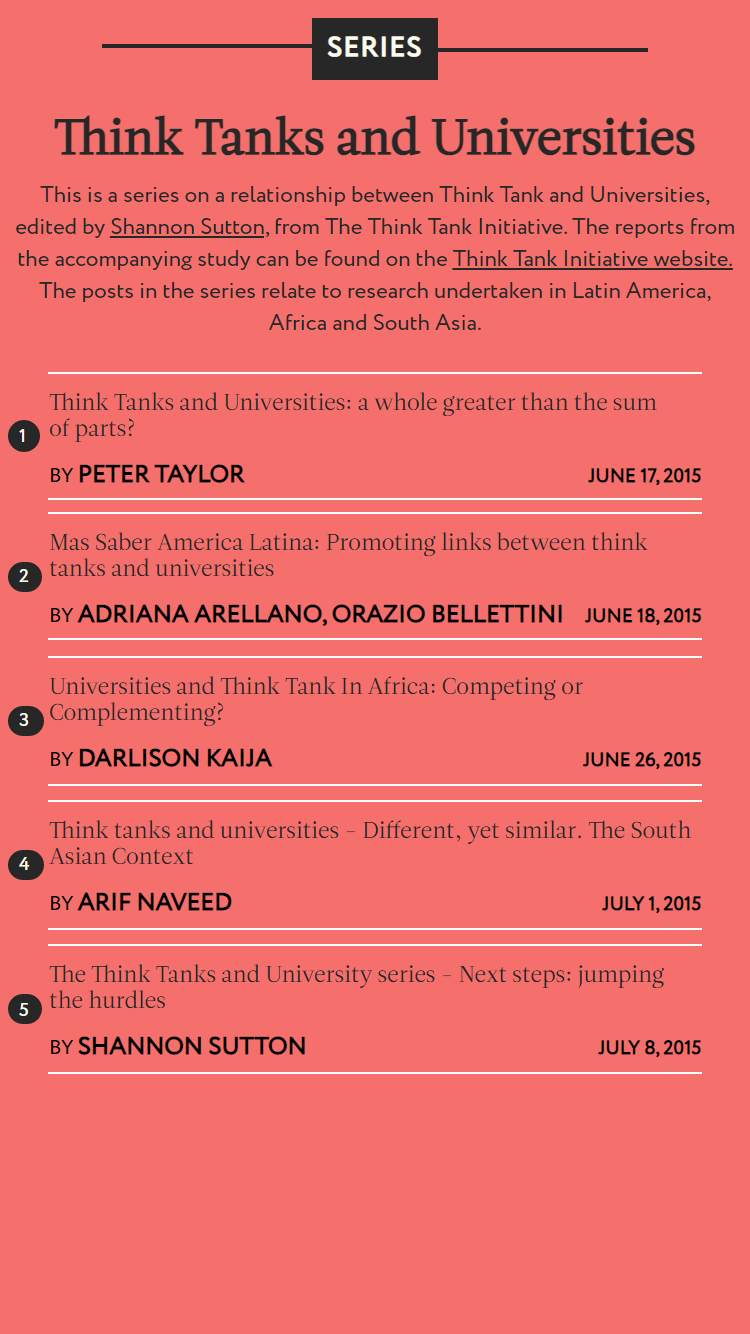 SERIES
Think Tanks and Universities
This is a series on a relationship between Think Tank and Universities,
edited by Shannon Sutton, from The Think Tank Initiative. The reports from
the accompanying study can be found on the Think Tank Initiative website.
The posts in the series relate to research undertaken in Latin America,
Africa and South Asia.
Think Tanks and Universities: a whole greater than the sum
1 of parts?
BY PETER TAYLOR JUNE 17, 2015
Mas Saber America Latina: Promoting links between think
2 tanks and universities
BY ADRIANA ARELLANO, ORAZIO BELLETTINI JUNE 18, 2015
Universities and Think Tank In Africa: Competing or
3 Complementing?
BY DARLISON KAIJA JUNE 26, 2015
Think tanks and universities – Different, yet similar. The South
4 Asian Context
BY ARIF NAVEED JULY 1, 2015
The Think Tanks and University series – Next steps: jumping
5 the hurdles
BY SHANNON SUTTON JULY 8, 2015